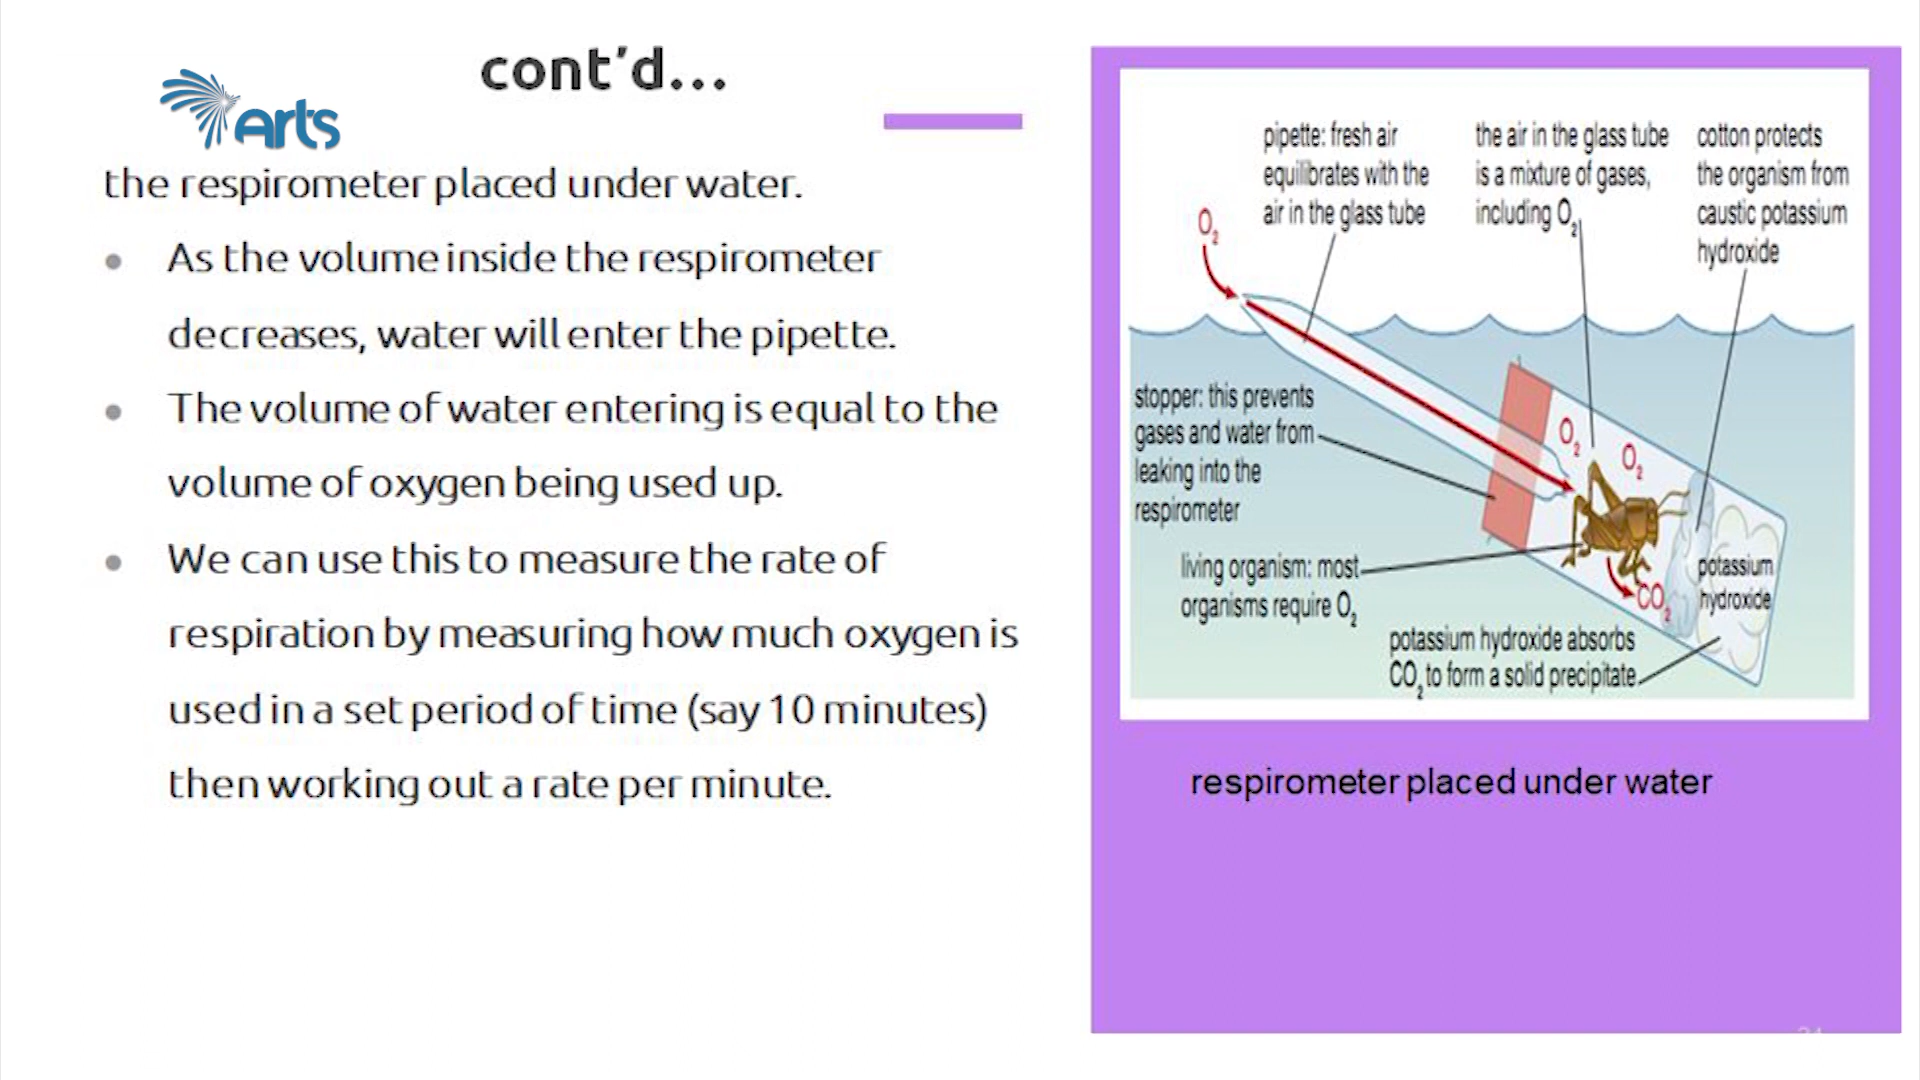 cont'd...
arts
the respirometer placed under water.
● As the volume inside the respirometer
decreases, water will enter the pipette.
● The volume of water entering is equal to the
volume of oxygen being used up.
● We can use this to measure the rate of
respiration by measuring how much oxygen is
used in a set period of time (say 10 minutes)
then working out a rate per minute.
pipette: fresh air
equilibrates with the
air in the glass tube
the air in the glass tube
is a mixture of gases,
including O₂
cotton protects
the organism from
caustic potassium
hydroxide
O₂
stopper: this prevents
gases and water from
leaking into the
respirometer
O₂
O₂
living organism: most
organisms require O₂
CO₂
potassium
hydroxide
potassium hydroxide absorbs
CO₂ to form a solid precipitate
respirometer placed under water